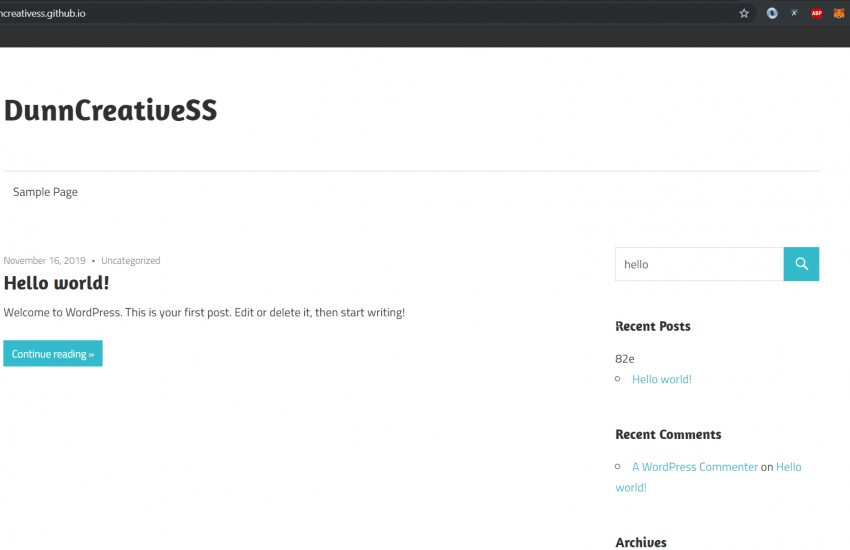 ncreativess.github.io
ABP
DunnCreativeSS
Sample Page
November 16, 2019 • Uncategorized
Hello world!
Welcome to WordPress. This is your first post. Edit or delete it, then start writing!
Continue reading »
hello
Recent Posts
82e
Hello world!
Recent Comments
A WordPress Commenter on Hello
world!
Archives